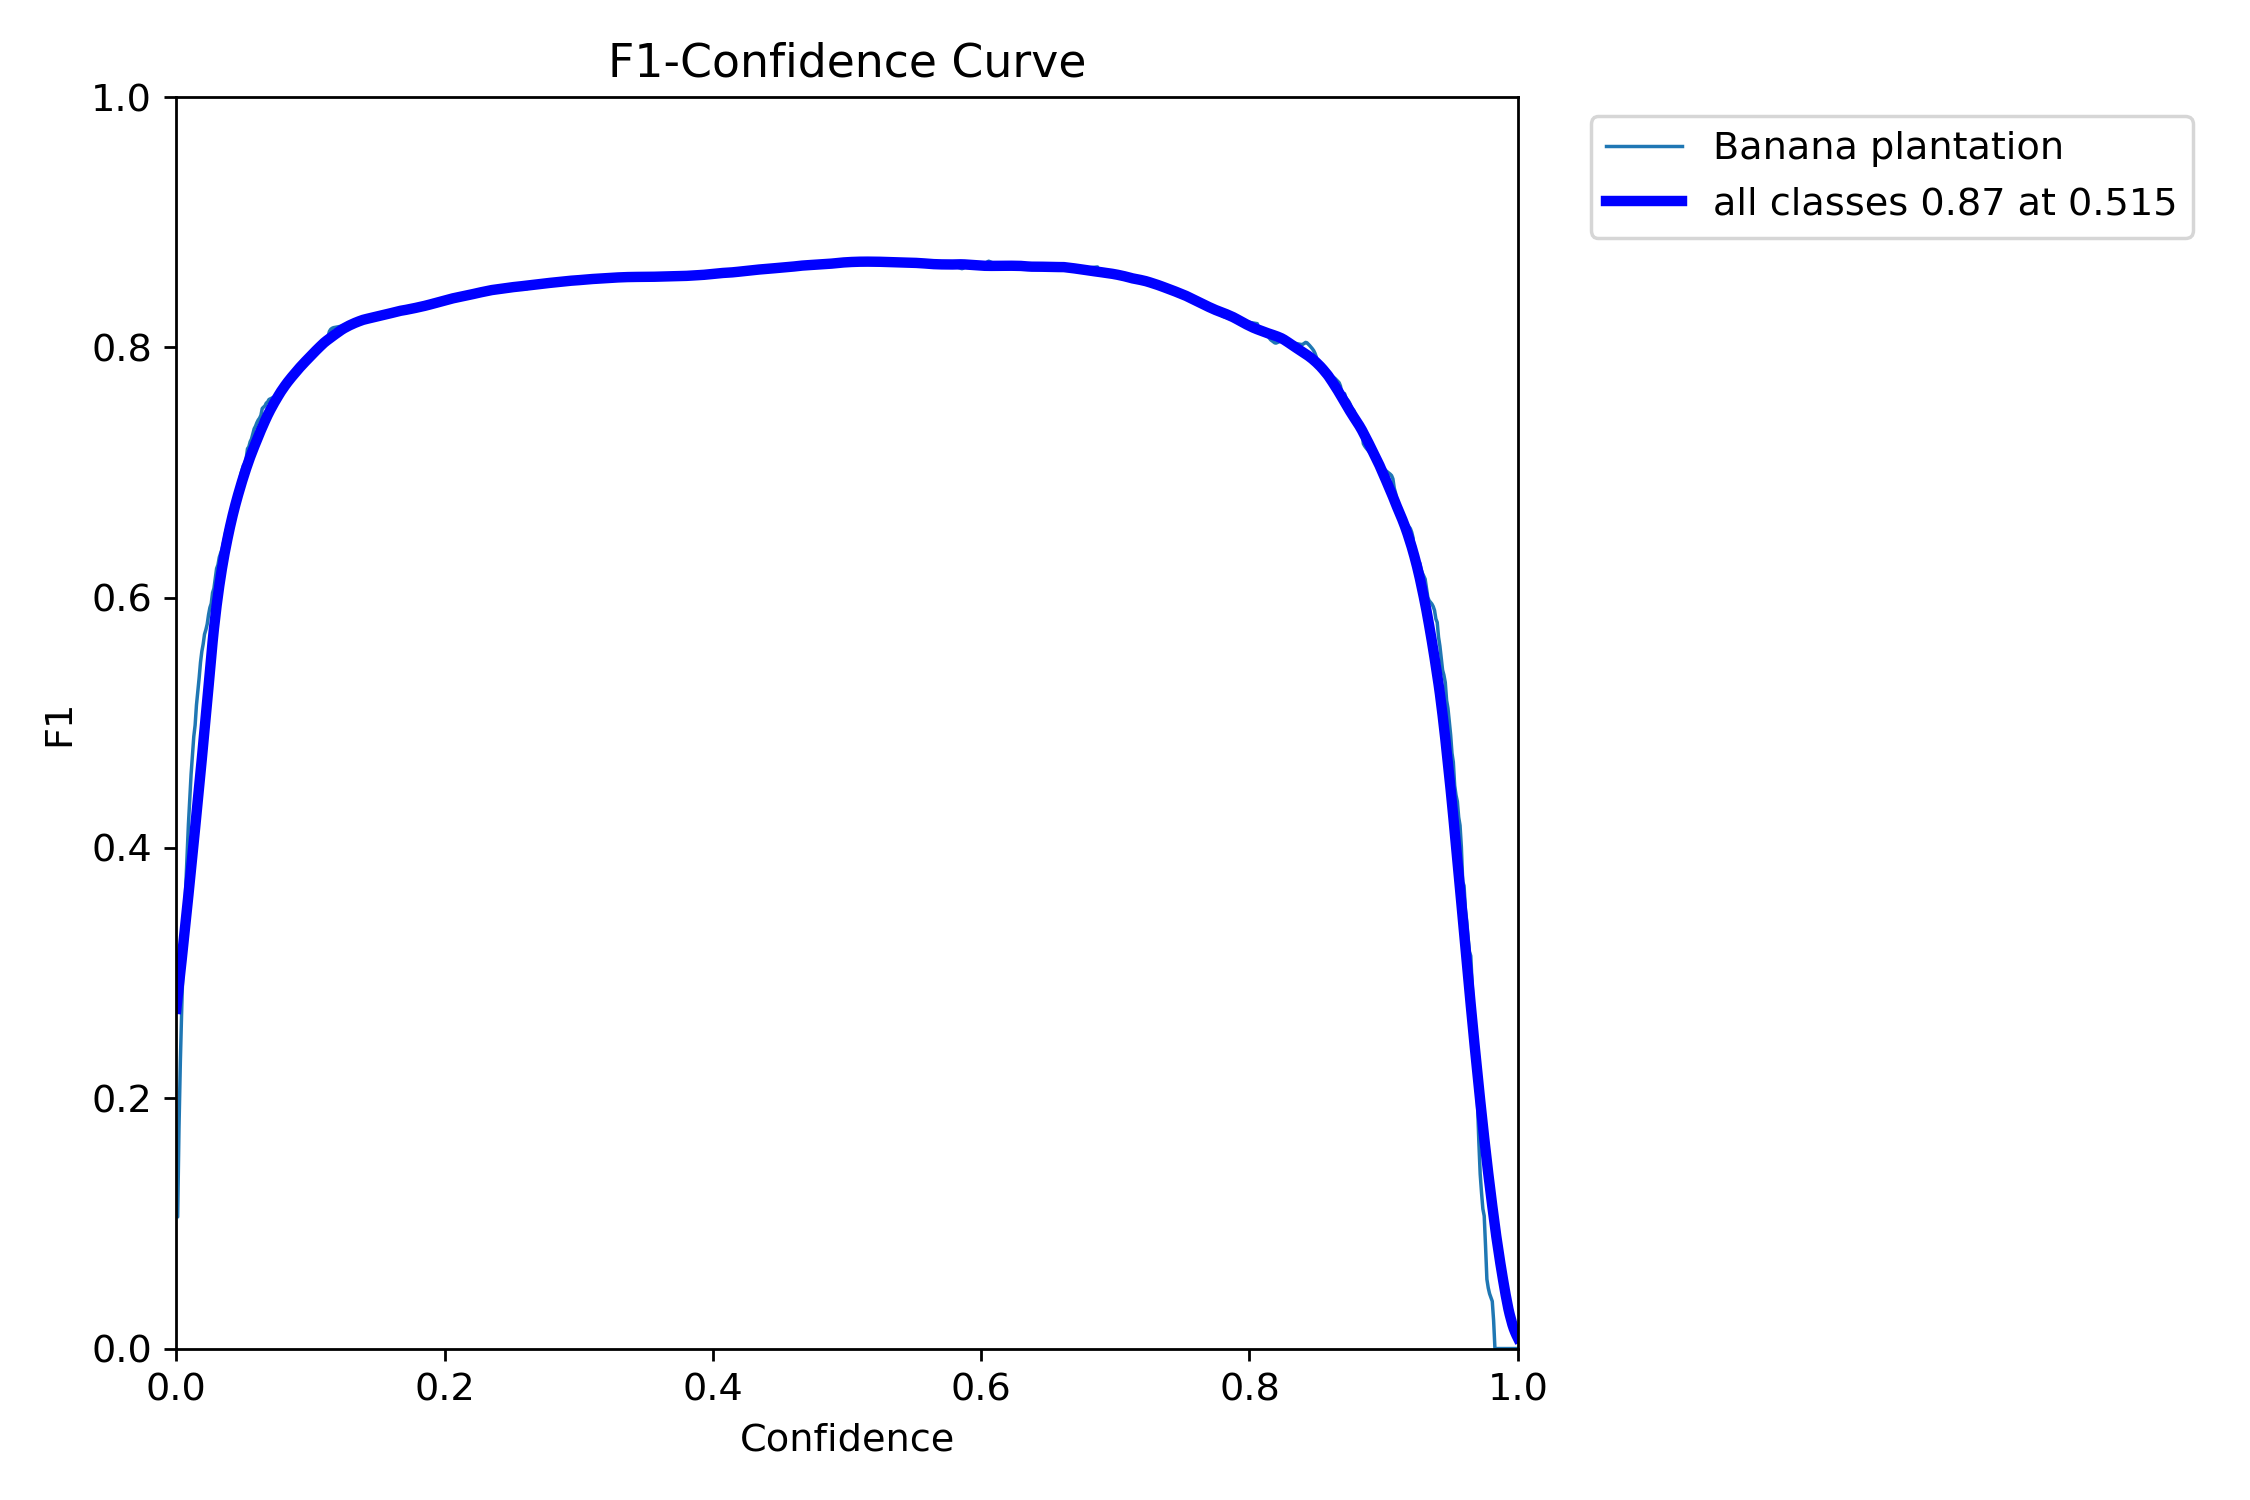 F1-Confidence Curve
1.0
0.8
0.6
0.4
0.2
0.0
F1
0.0 0.2 0.4 0.6 0.8 1.0
Confidence
Banana plantation
all classes 0.87 at 0.515